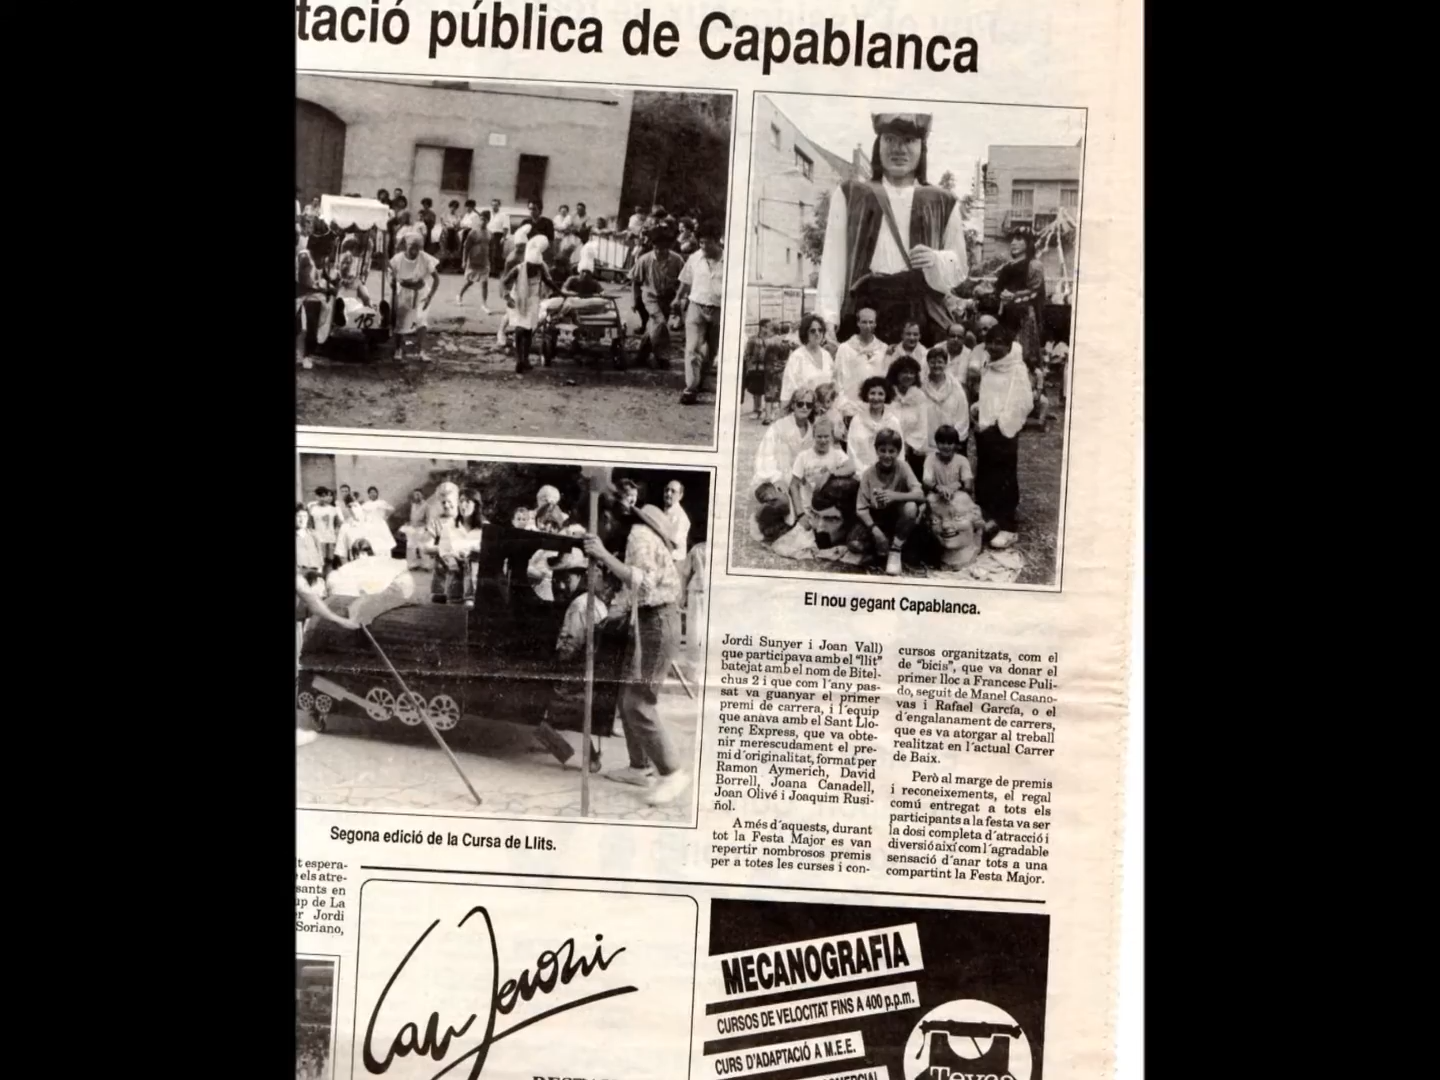 tació pública de Capablanca
15
El nou gegant Capablanca.
Segona edició de la Cursa de Llits.
t espera-
els atre-
sants en
up de La
r Jordi
Soriano,
Jordi Sunyer i Joan Vall)
que participava amb el "llit"
batejat amb el nom de Bitel-
chus 2 i que com l´any pas-
sat va guanyar el primer
premi de carrera, i l´equip
que anava amb el Sant Llo-
renç Express, que va obte-
nir merescudament el pre-
mi d´originalitat, format per
Ramon Aymerich, David
Borrell, Joana Canadell,
Joan Olivé i Joaquim Rusi-
ñol.
A més d´aquests, durant
tot la Festa Major es van
repertir nombrosos premis
per a totes les curses i con-
cursos organitzats, com el
de "bicis", que va donar el
primer lloc a Francesc Puli-
do, seguit de Manel Casano-
vas i Rafael García, o el
d´engalanament de carrers,
que es va atorgar al treball
realitzat en l´actual Carrer
de Baix.
Però al marge de premis
i reconeixements, el regal
comú entregat a tots els
participants a la festa va ser
la dosi completa d´atracció i
diversió així com l´agradable
sensació d´anar tots a una
compartint la Festa Major.
Can Jeroni
MECANOGRAFIA
CURSOS DE VELOCITAT FINS A 400 p.p.m.
CURS D'ADAPTACIÓ A M.E.E.